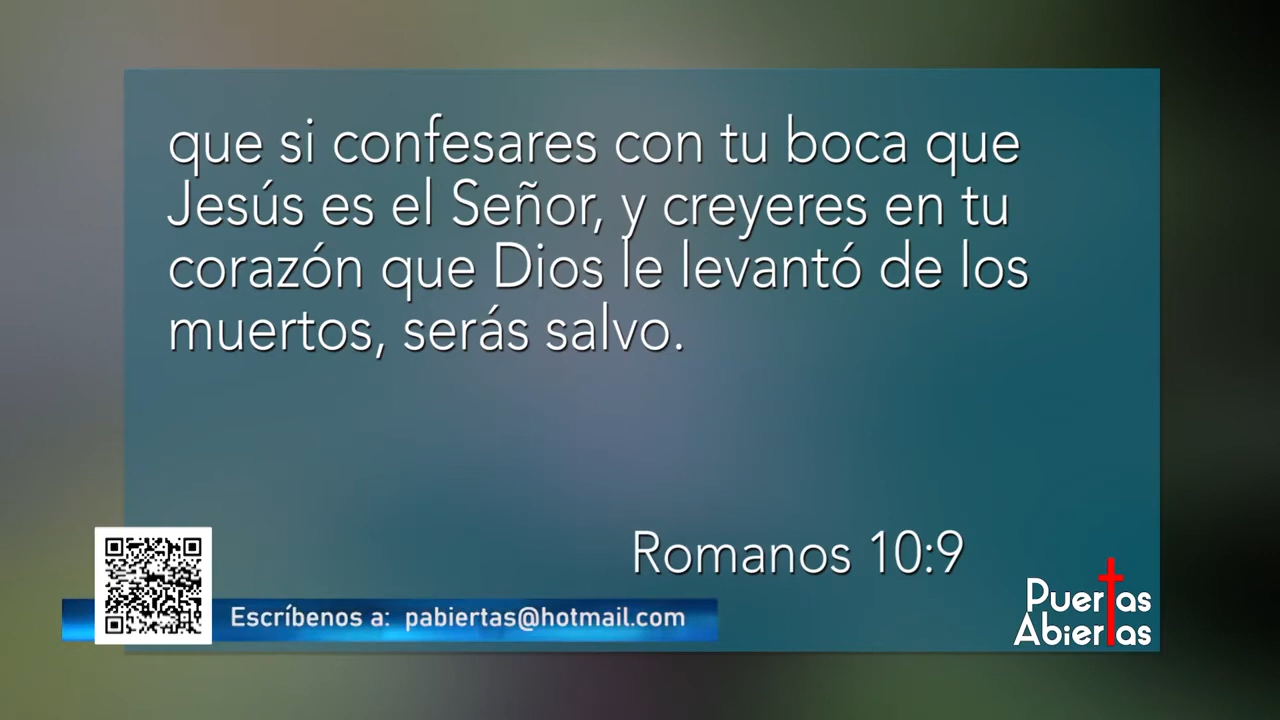 que si confesares con tu boca que
Jesús es el Señor, y creyeres en tu
corazón que Dios le levantó de los
muertos, serás salvo.
Romanos 10:9
Escríbenos a: pabiertas@hotmail.com
Puertas
Abiertas